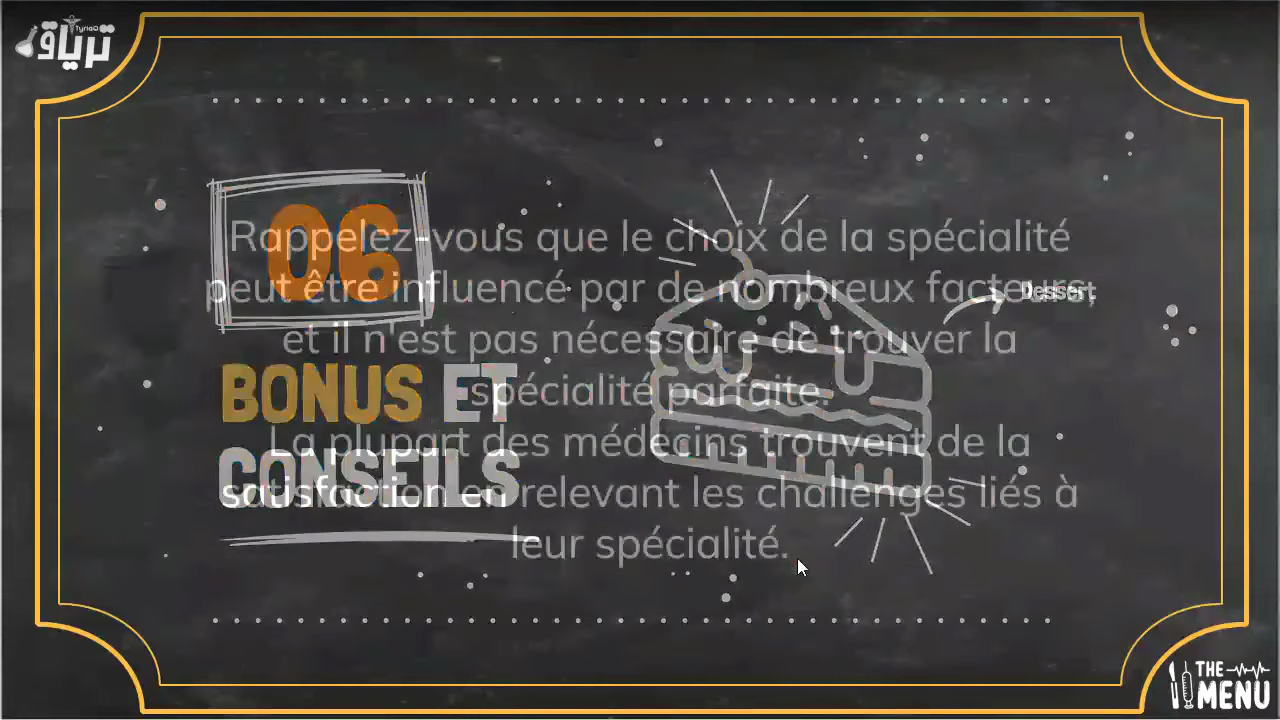 TyriaQ
ترياق
06
Rappelez-vous que le choix de la spécialité
peut être influencé par de nombreux facteurs
et il n'est pas nécessaire de trouver la
spécialité parfaite.
La plupart des médecins trouvent de la
satisfaction en relevant les challenges liés à
leur spécialité.
BONUS ET
CONSEILS
Dessert
THE
MENU